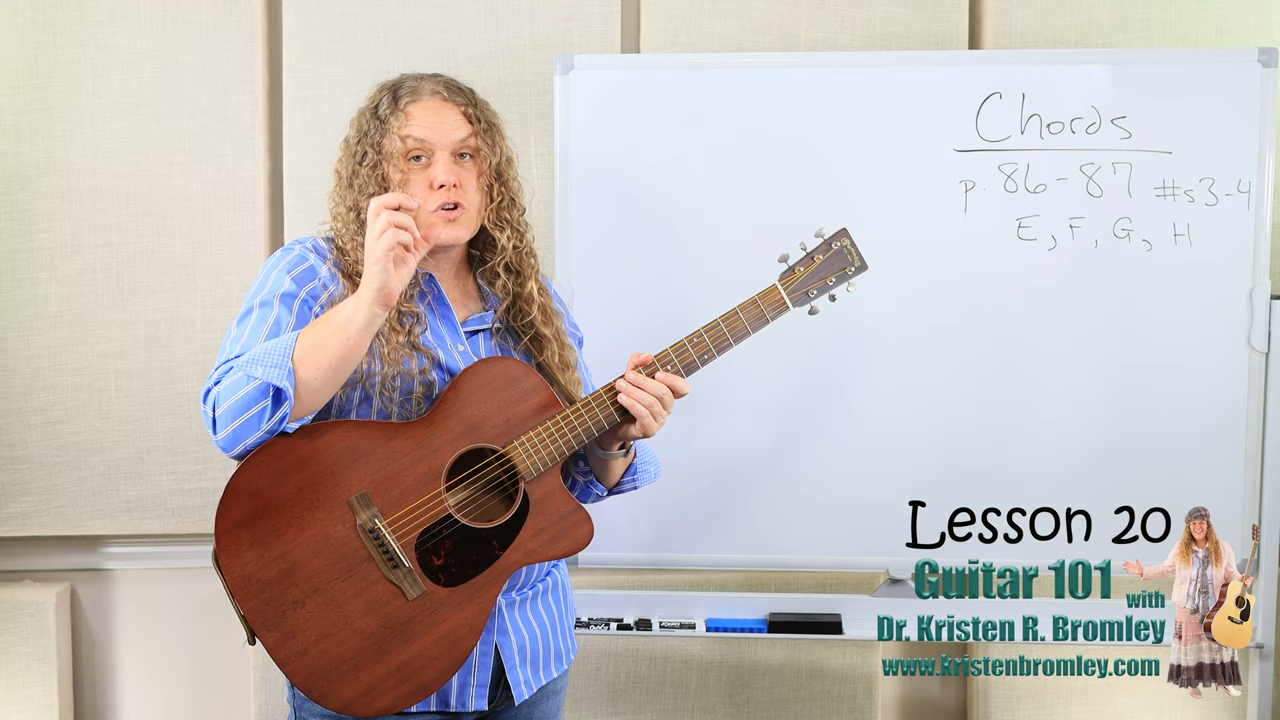 Chords
p. 86-87 #s3-4
E, F, G, H
Lesson 20
Guitar 101
with
Dr. Kristen R. Bromley
www.kristenbromley.com